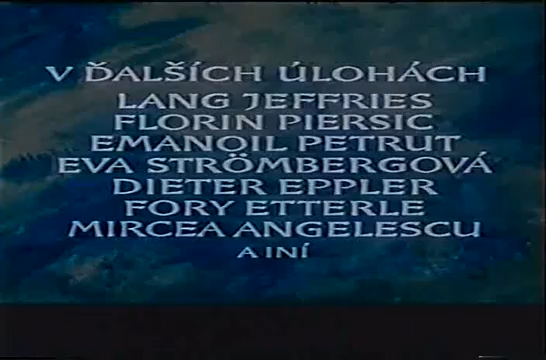 V ĎALŠÍCH ÚLOHÁCH
LANG JEFFRIES
FLORIN PIERSIC
EMANOIL PETRUT
EVA STRÖMBERGOVÁ
DIETER EPPLER
FORY ETTERLE
MIRCEA ANGELESCU
A INÍ